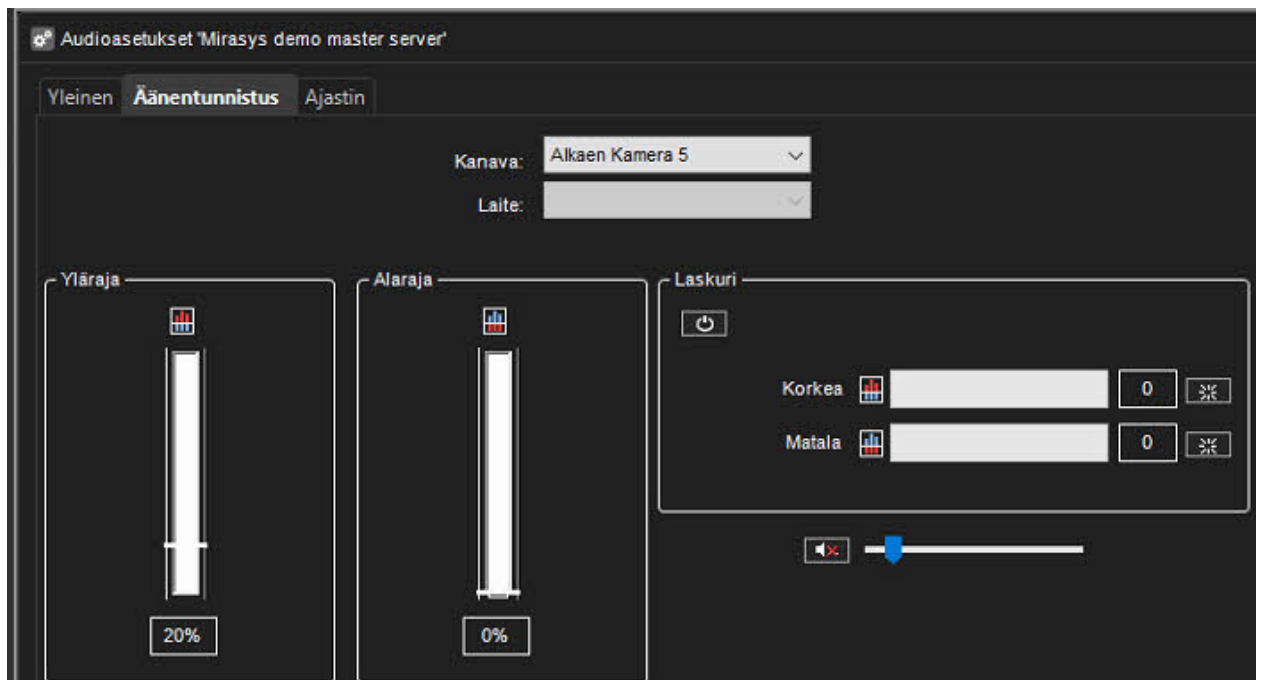 Audioasetukset 'Mirasys demo master server'
Yleinen Äänentunnistus Ajastin
Kanava: Alkaen Kamera 5
Laite:
Yläraja Alaraja Laskuri
Korkea 0
Matala 0
20% 0%